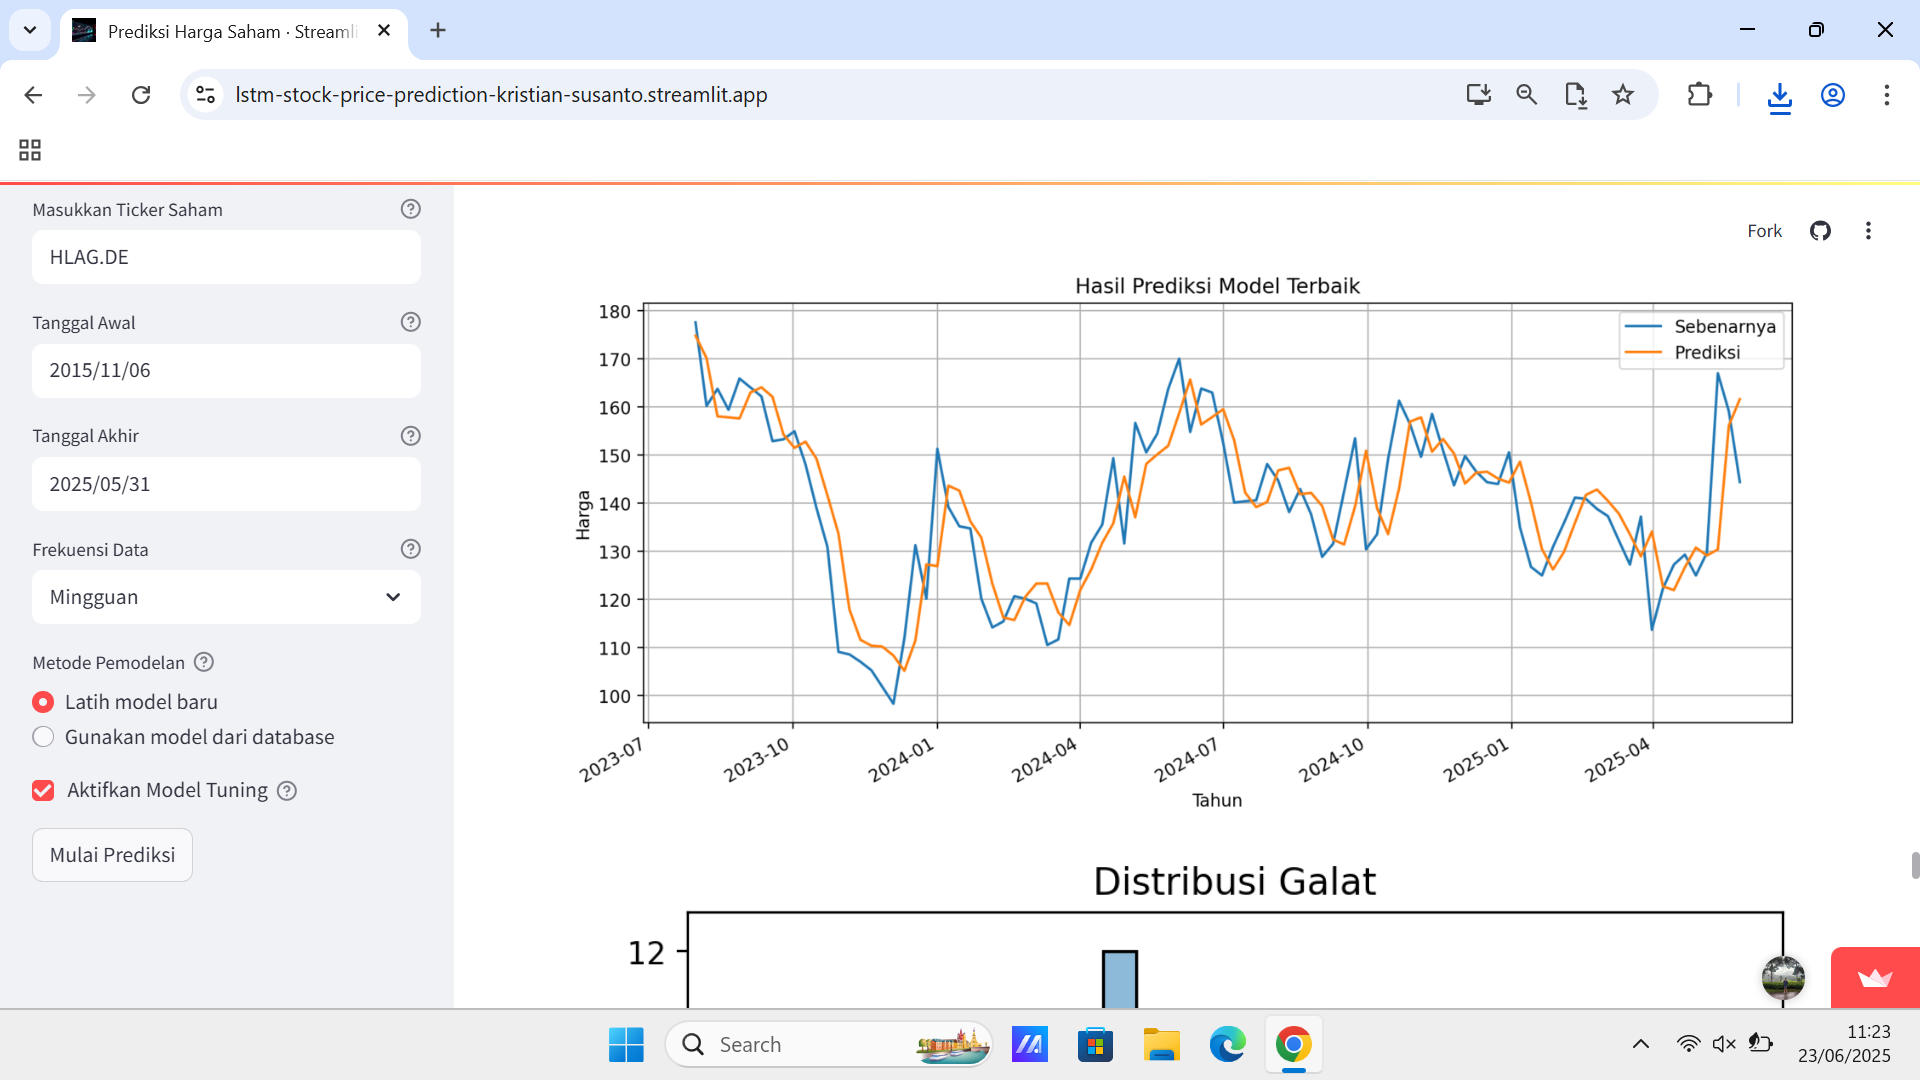 Prediksi Harga Saham · Streamli
lstm-stock-price-prediction-kristian-susanto.streamlit.app
Masukkan Ticker Saham
HLAG.DE
Tanggal Awal
2015/11/06
Tanggal Akhir
2025/05/31
Frekuensi Data
Mingguan
Metode Pemodelan
Latih model baru
Gunakan model dari database
Aktifkan Model Tuning
Mulai Prediksi
Fork
Hasil Prediksi Model Terbaik
Sebenarnya
Prediksi
180
170
160
150
140
130
120
110
100
Harga
2023-07
2023-10
2024-01
2024-04
2024-07
2024-10
2025-01
2025-04
Tahun
Distribusi Galat
12
Search
11:23
23/06/2025